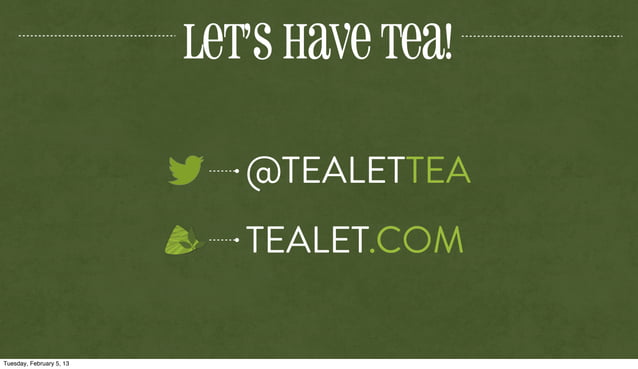 Let's Have Tea!
@TEALETTEA
TEALET.COM
Tuesday, February 5, 13